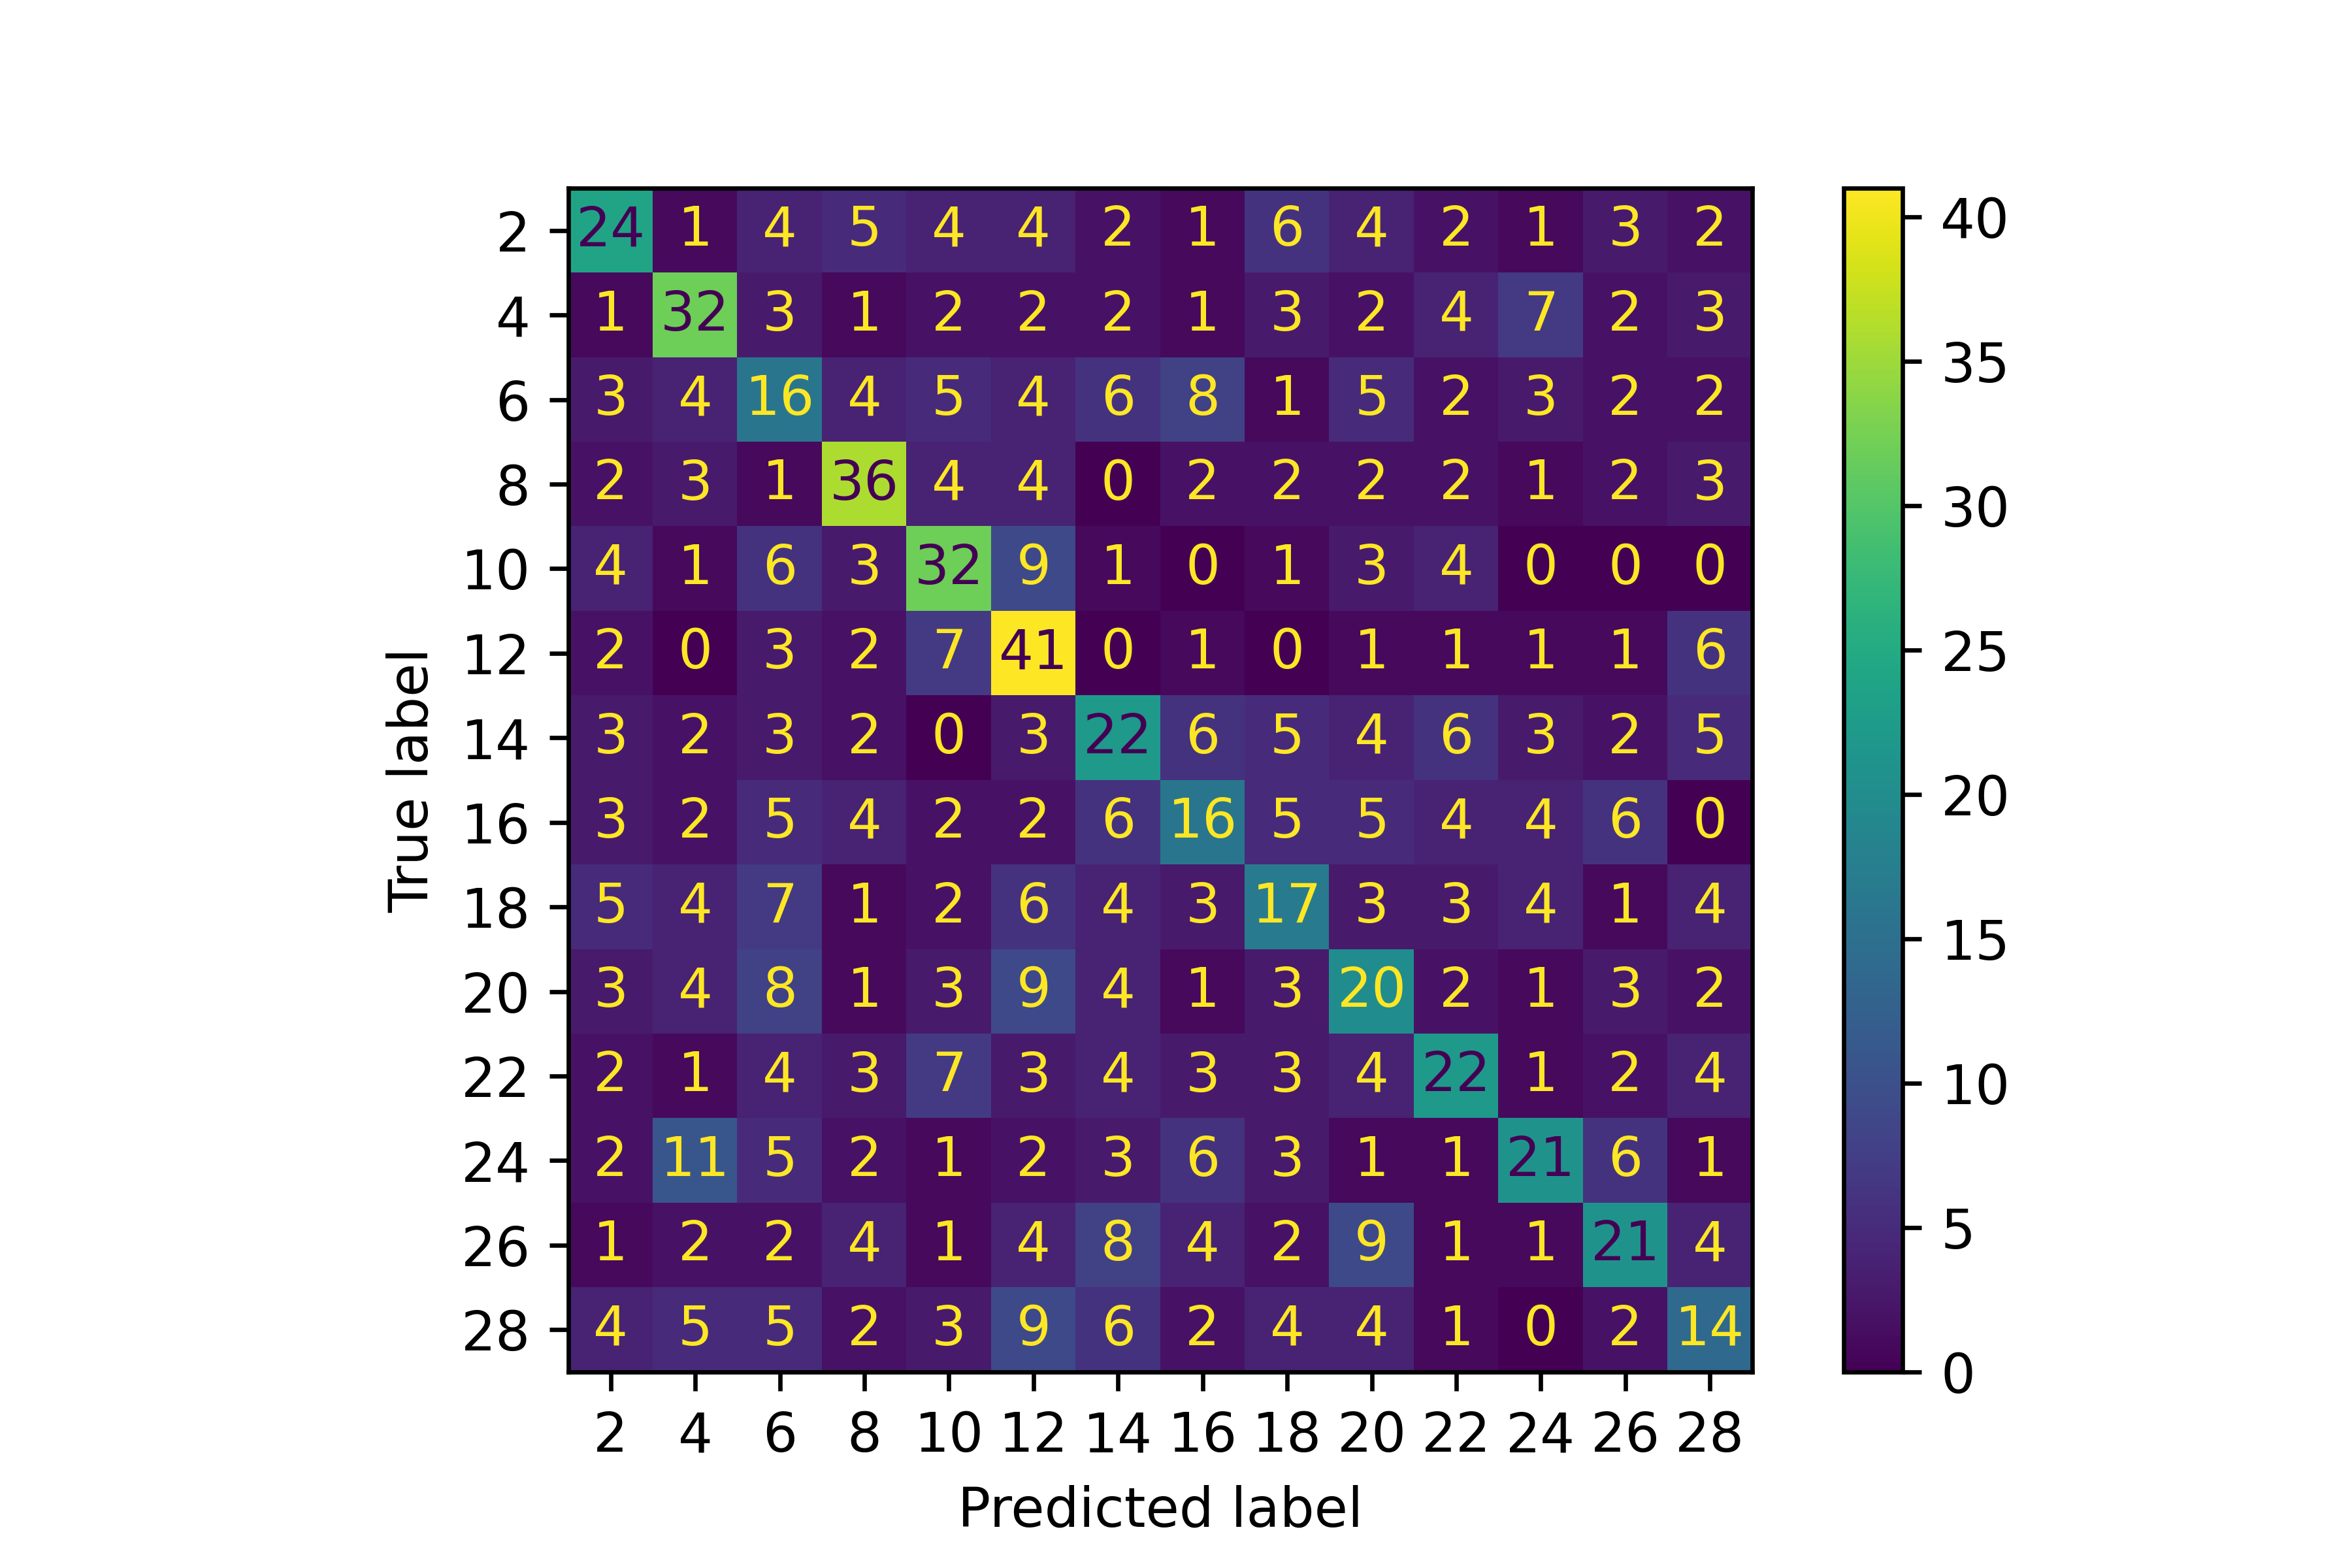 2 24 1 4 5 4 4 2 1 6 4 2 1 3 2
4 1 32 3 1 2 2 2 1 3 2 4 7 2 3
6 3 4 16 4 5 4 6 8 1 5 2 3 2 2
8 2 3 1 36 4 4 0 2 2 2 2 1 2 3
10 4 1 6 3 32 9 1 0 1 3 4 0 0 0
12 2 0 3 2 7 41 0 1 0 1 1 1 1 6
14 3 2 3 2 0 3 22 6 5 4 6 3 2 5
16 3 2 5 4 2 2 6 16 5 5 4 4 6 0
18 5 4 7 1 2 6 4 3 17 3 3 4 1 4
20 3 4 8 1 3 9 4 1 3 20 2 1 3 2
22 2 1 4 3 7 3 4 3 3 4 22 1 2 4
24 2 11 5 2 1 2 3 6 3 1 1 21 6 1
26 1 2 2 4 1 4 8 4 2 9 1 1 21 4
28 4 5 5 2 3 9 6 2 4 4 1 0 2 14
2 4 6 8 10 12 14 16 18 20 22 24 26 28
Predicted label
True label
40
35
30
25
20
15
10
5
0